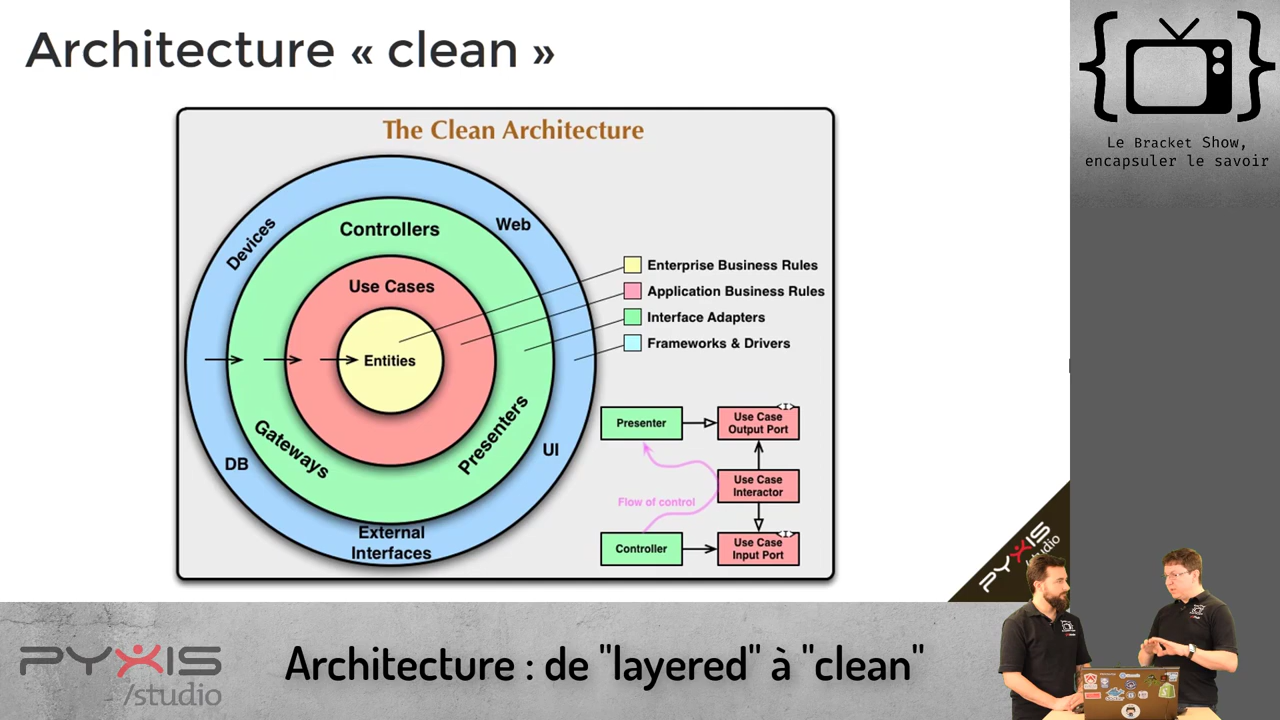 Architecture « clean »
Le Bracket Show,
encapsuler le savoir
The Clean Architecture
Devices
Controllers
Web
Use Cases
Entities
Gateways
Presenters
DB
UI
External
Interfaces
Enterprise Business Rules
Application Business Rules
Interface Adapters
Frameworks & Drivers
Presenter
Use Case
Output Port
<I>
Flow of control
Use Case
Interactor
Controller
Use Case
Input Port
<I>
PYXIS
/studio
PYXIS
/studio
Architecture : de "layered" à "clean"